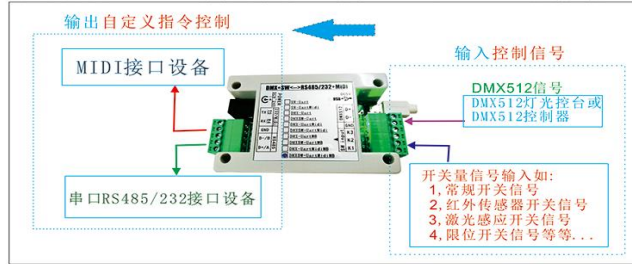 输出自定义指令控制
输入控制信号
MIDI接口设备
串口RS485/232接口设备
DMX+SW<->RS485/232+MiDi
DMX512信号
DMX512灯光控台或
DMX512控制器
开关量信号输入如:
1,常规开关信号
2,红外传感器开关信号
3,激光感应开关信号
4,限位开关信号等等...